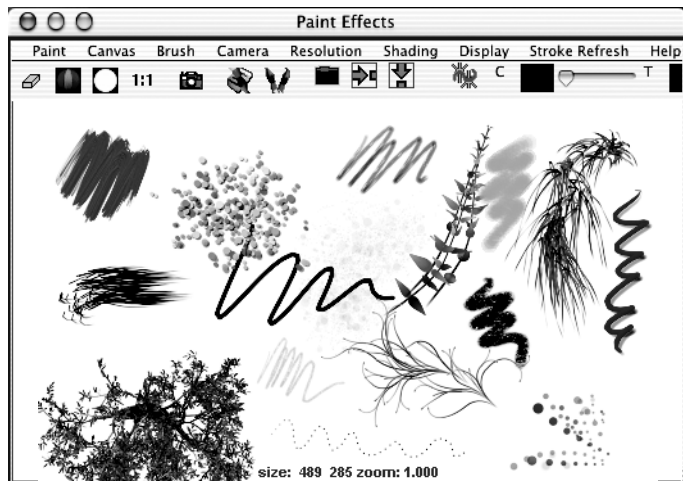 Paint Effects
Paint Canvas Brush Camera Resolution Shading Display Stroke Refresh Help
1:1 C T
size: 489 285 zoom: 1.000